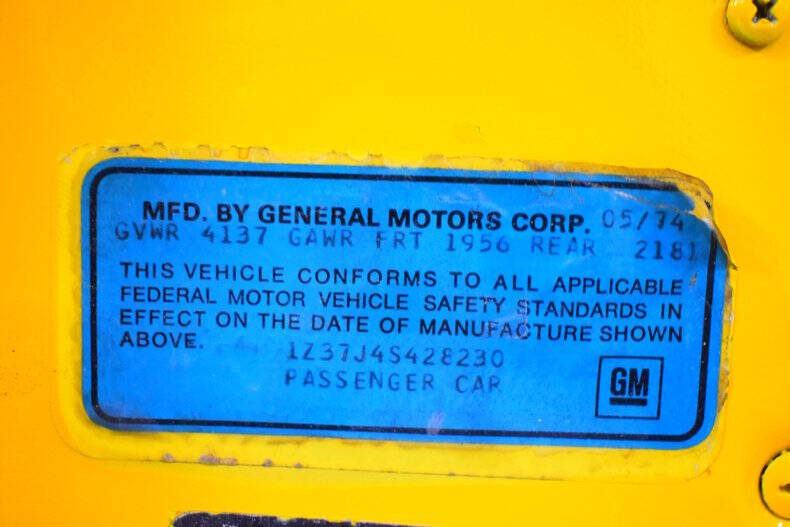 MFD. BY GENERAL MOTORS CORP. 05/74
GVWR 4137 GAWR FRT 1956 REAR 2181
THIS VEHICLE CONFORMS TO ALL APPLICABLE
FEDERAL MOTOR VEHICLE SAFETY STANDARDS IN
EFFECT ON THE DATE OF MANUFACTURE SHOWN
ABOVE. 1Z37J4S428230
PASSENGER CAR
GM